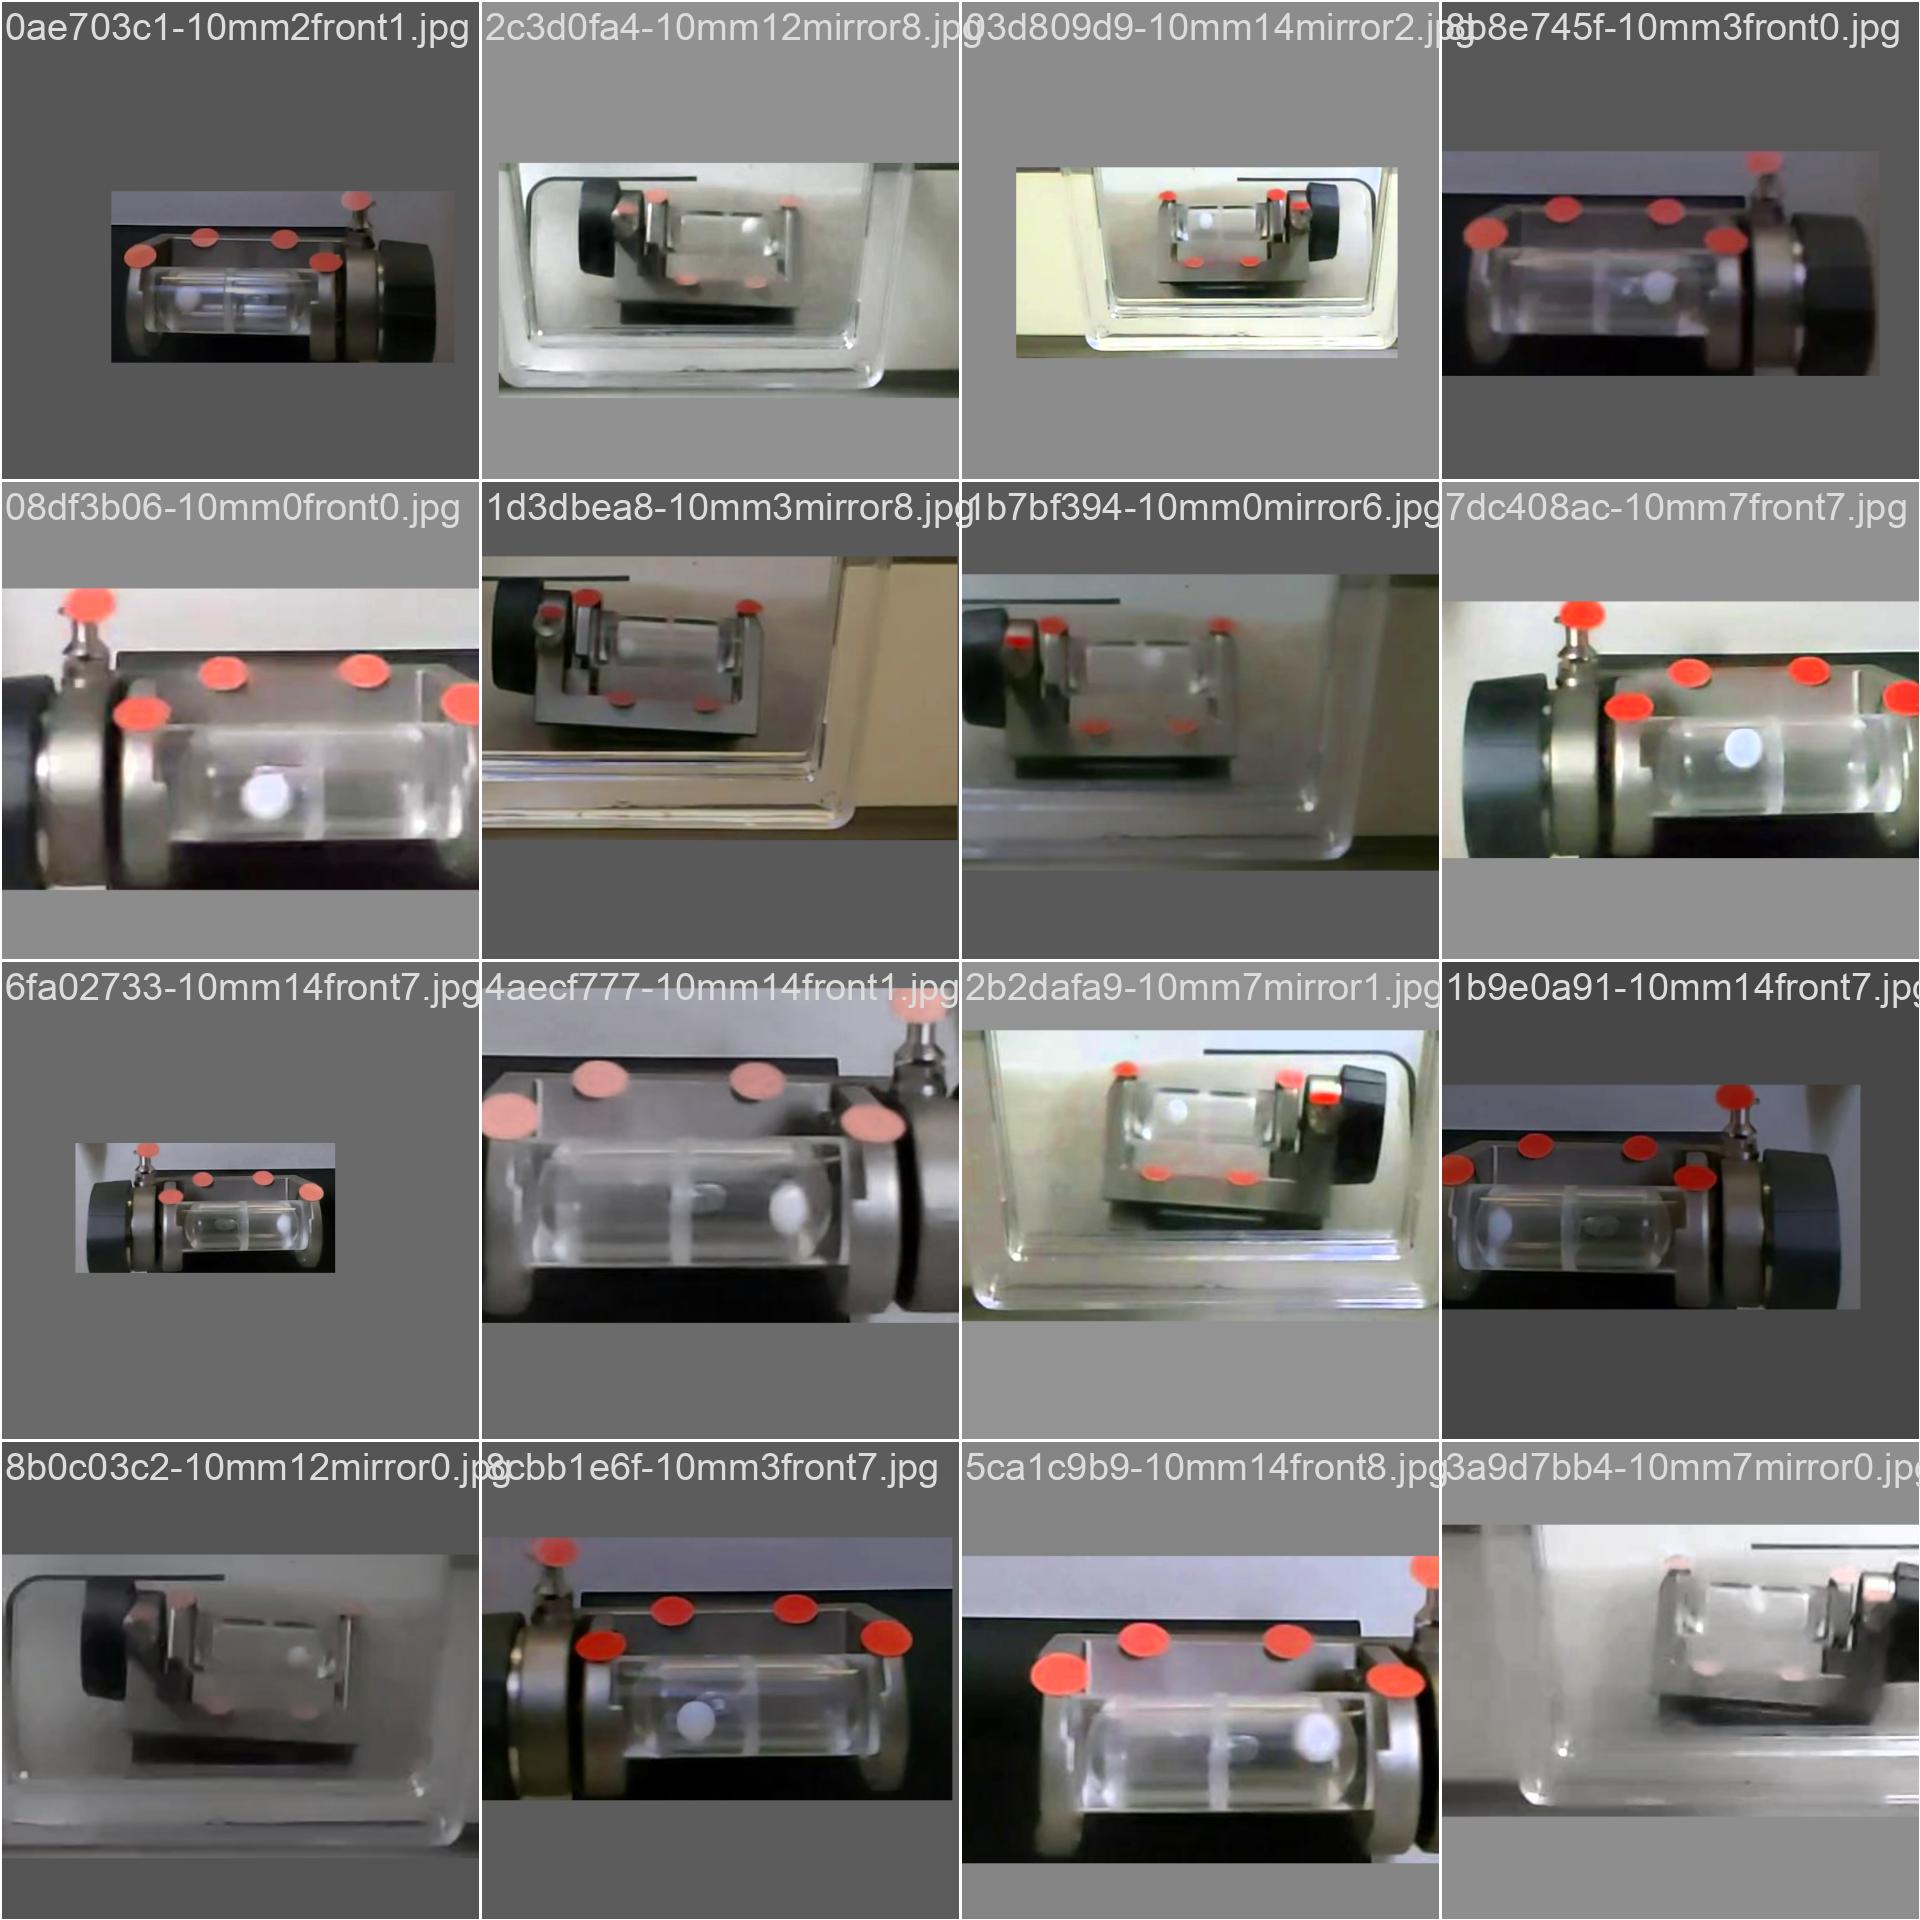 0ae703c1-10mm2front1.jpg
2c3d0fa4-10mm12mirror8.jpg
03d809d9-10mm14mirror2.jpg
8b8e745f-10mm3front0.jpg
08df3b06-10mm0front0.jpg
1d3dbea8-10mm3mirror8.jpg
1b7bf394-10mm0mirror6.jpg
7dc408ac-10mm7front7.jpg
6fa02733-10mm14front7.jpg
4aecf777-10mm14front1.jpg
2b2dafa9-10mm7mirror1.jpg
1b9e0a91-10mm14front7.jpg
8b0c03c2-10mm12mirror0.jpg
8cbb1e6f-10mm3front7.jpg
5ca1c9b9-10mm14front8.jpg
3a9d7bb4-10mm7mirror0.jpg